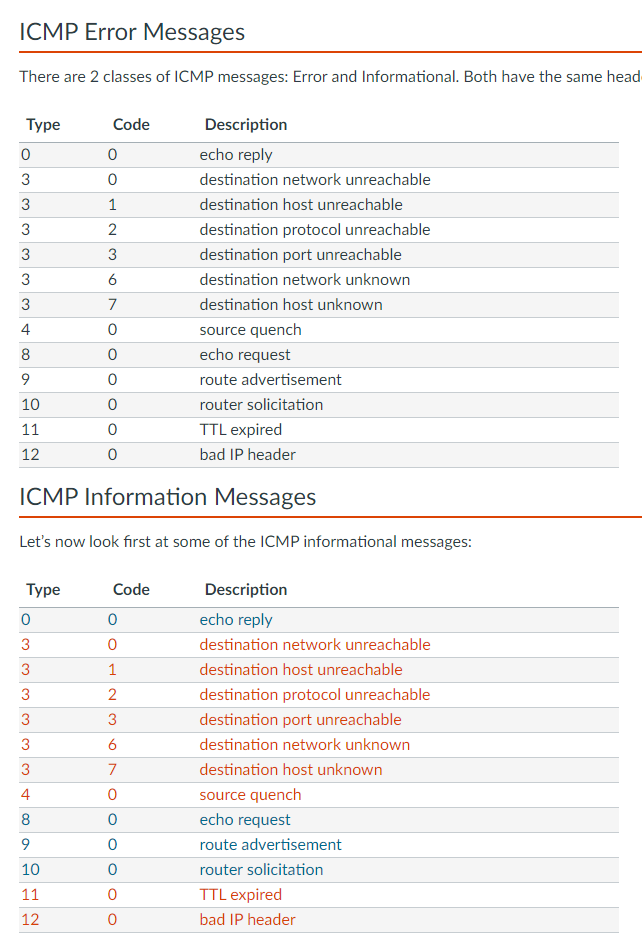 ICMP Error Messages
There are 2 classes of ICMP messages: Error and Informational. Both have the same head
Type Code Description
0 0 echo reply
3 0 destination network unreachable
3 1 destination host unreachable
3 2 destination protocol unreachable
3 3 destination port unreachable
3 6 destination network unknown
3 7 destination host unknown
4 0 source quench
8 0 echo request
9 0 route advertisement
10 0 router solicitation
11 0 TTL expired
12 0 bad IP header
ICMP Information Messages
Let’s now look first at some of the ICMP informational messages:
Type Code Description
0 0 echo reply
3 0 destination network unreachable
3 1 destination host unreachable
3 2 destination protocol unreachable
3 3 destination port unreachable
3 6 destination network unknown
3 7 destination host unknown
4 0 source quench
8 0 echo request
9 0 route advertisement
10 0 router solicitation
11 0 TTL expired
12 0 bad IP header